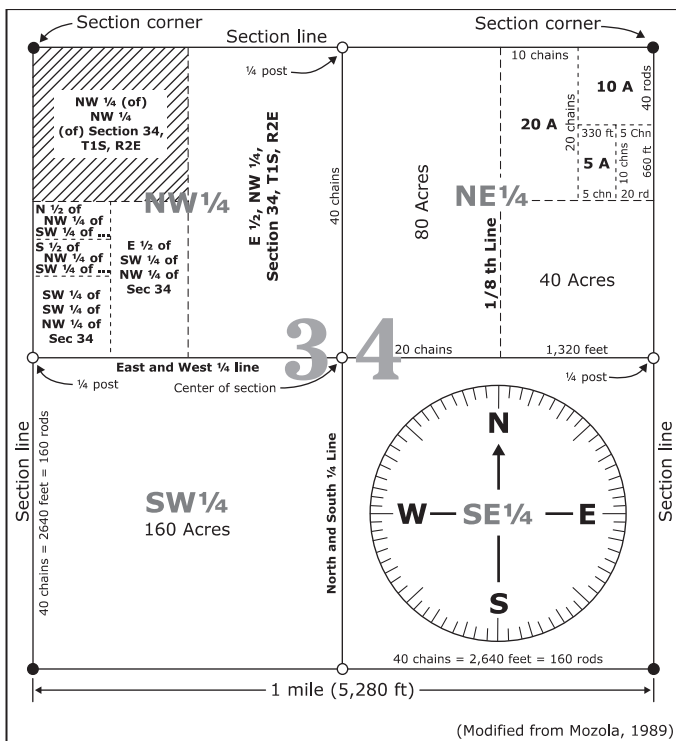 Section corner
Section corner
Section line
¼ post
10 chains
NW ¼ (of)
NW ¼
(of) Section 34,
T1S, R2E
NW¼
E ½, NW ¼,
Section 34, T1S, R2E
40 chains
N ½ of
NW ¼ of
SW ¼ of ...
S ½ of
NW ¼ of
SW ¼ of ...
SW ¼ of
SW ¼ of
NW ¼ of
Sec 34
E ½ of
SW ¼ of
NW ¼ of
Sec 34
80 Acres
NE¼
1/8 th Line
20 A
20 chains
10 A
40 rods
330 ft
5 Chn
5 A
10 chns
660 ft
5 chn
20 rd
40 Acres
34
20 chains
1,320 feet
East and West ¼ line
¼ post
Center of section
¼ post
Section line
40 chains = 2640 feet = 160 rods
SW¼
160 Acres
North and South ¼ Line
N
W
SE¼
E
S
Section line
40 chains = 2,640 feet = 160 rods
1 mile (5,280 ft)
(Modified from Mozola, 1989)